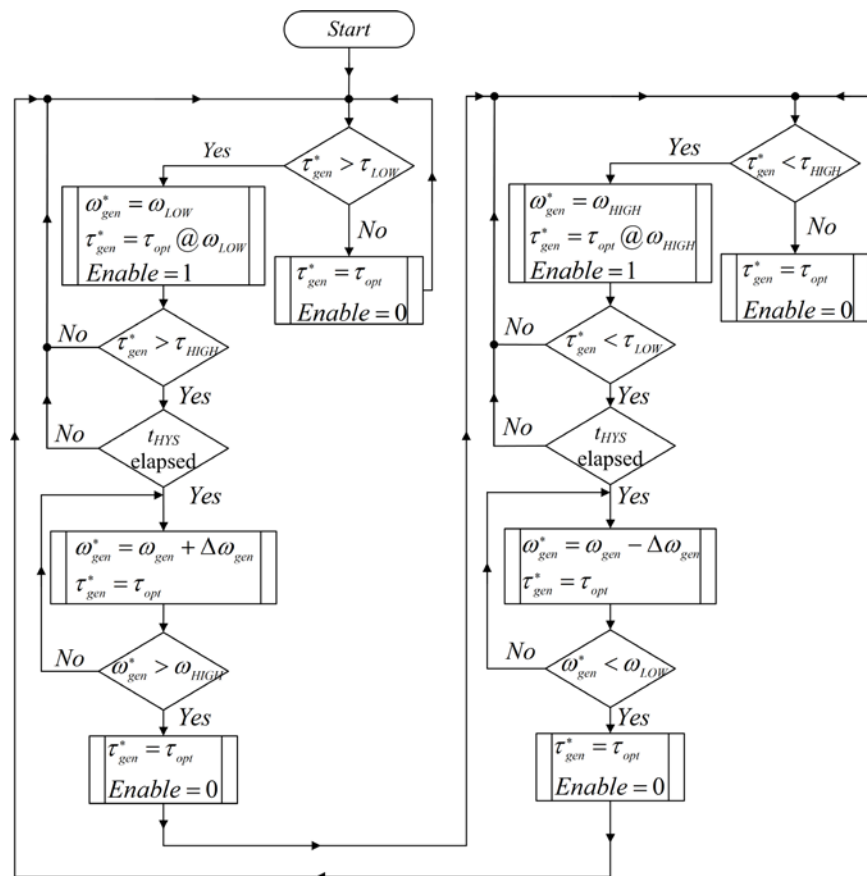 Start
τ*gen > τLOW
Yes
No
ω*gen = ωLOW
τ*gen = τopt @ ωLOW
Enable = 1
τ*gen = τopt
Enable = 0
τ*gen > τHIGH
No
Yes
tHYS
elapsed
No
Yes
ω*gen = ωgen + Δωgen
τ*gen = τopt
ω*gen > ωHIGH
No
Yes
τ*gen = τopt
Enable = 0
τ*gen < τHIGH
Yes
No
ω*gen = ωHIGH
τ*gen = τopt @ ωHIGH
Enable = 1
τ*gen = τopt
Enable = 0
τ*gen < τLOW
No
Yes
tHYS
elapsed
No
Yes
ω*gen = ωgen − Δωgen
τ*gen = τopt
ω*gen < ωLOW
No
Yes
τ*gen = τopt
Enable = 0